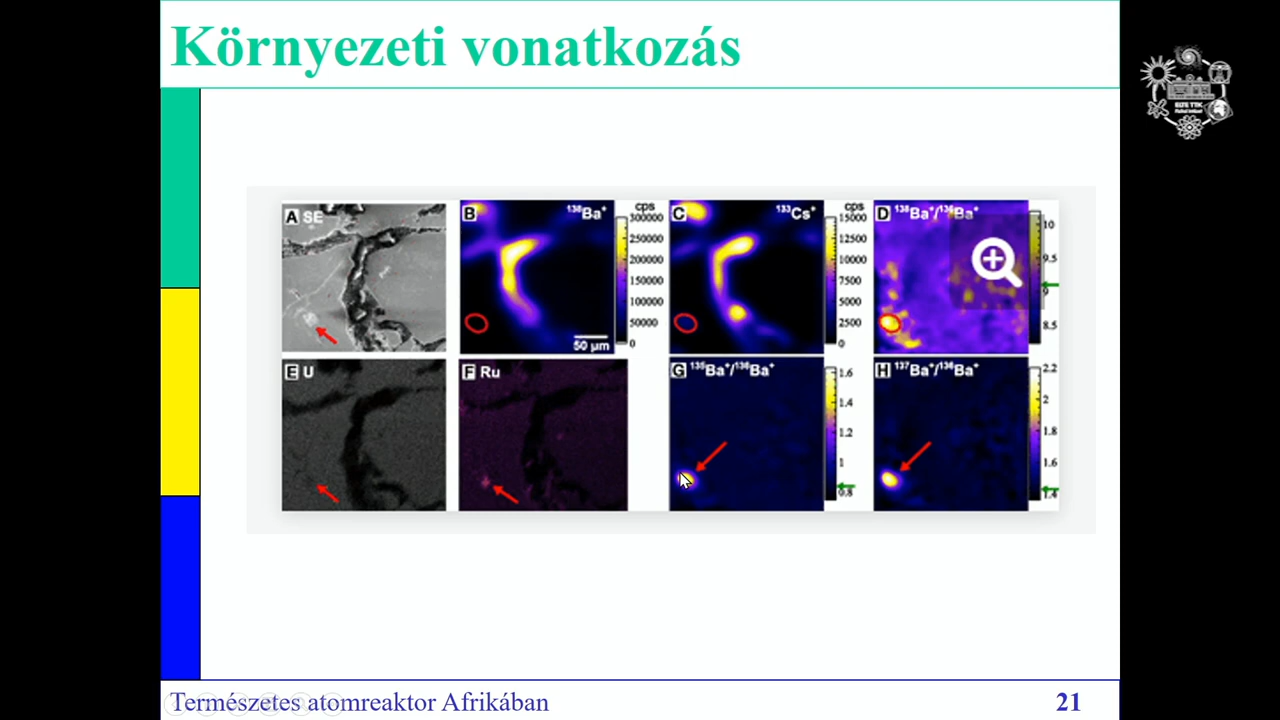 Környezeti vonatkozás
ELTE TTK
A SE
B ¹³⁸Ba⁺
cps
300000
250000
200000
150000
100000
50000
0
50 μm
C ¹³³Cs⁺
cps
15000
12500
10000
7500
5000
2500
0
D ¹³⁸Ba⁺/¹³⁶Ba⁺
10
9.5
9
8.5
E U
F Ru
G ¹³⁵Ba⁺/¹³⁶Ba⁺
1.6
1.4
1.2
1
0.8
H ¹³⁷Ba⁺/¹³⁶Ba⁺
2.2
2
1.8
1.6
1.4
Természetes atomreaktor Afrikában
21